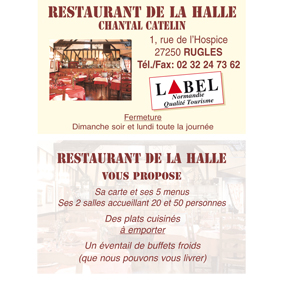 RESTAURANT DE LA HALLE
CHANTAL CATELIN
1, rue de l'Hospice
27250 RUGLES
Tél./Fax: 02 32 24 73 62
LABEL
Normandie
Qualité Tourisme
Fermeture
Dimanche soir et lundi toute la journée
RESTAURANT DE LA HALLE
VOUS PROPOSE
Sa carte et ses 5 menus
Ses 2 salles accueillant 20 et 50 personnes
Des plats cuisinés
à emporter
Un éventail de buffets froids
(que nous pouvons vous livrer)